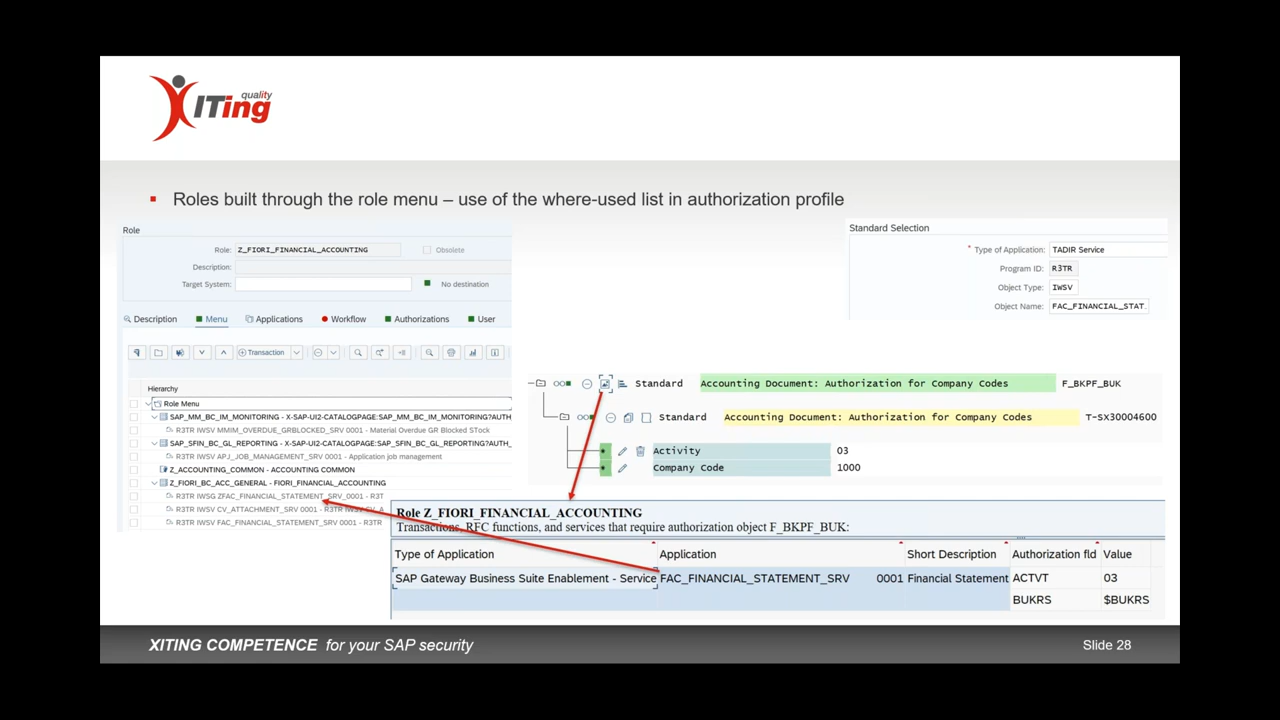 quality
XITing
▪ Roles built through the role menu – use of the where-used list in authorization profile
Role
Role: Z_FIORI_FINANCIAL_ACCOUNTING Obsolete
Description:
Target System: No destination
Description Menu Applications Workflow Authorizations User
Transaction
Hierarchy
Role Menu
SAP_MM_BC_IM_MONITORING - X-SAP-UI2-CATALOGPAGE:SAP_MM_BC_IM_MONITORING?AUTH_
R3TR IWSV MMIM_OVERDUE_GRBLOCKED_SRV 0001 - Material Overdue GR Blocked STock
SAP_SFIN_BC_GL_REPORTING - X-SAP-UI2-CATALOGPAGE:SAP_SFIN_BC_GL_REPORTING?AUTH_
R3TR IWSV APJ_JOB_MANAGEMENT_SRV 0001 - Application job management
Z_ACCOUNTING_COMMON - ACCOUNTING COMMON
Z_FIORI_BC_ACC_GENERAL - FIORI_FINANCIAL_ACCOUNTING
R3TR IWSG ZFAC_FINANCIAL_STATEMENT_SRV_0001 - R3T
R3TR IWSV CV_ATTACHMENT_SRV 0001 - R3TR IWSV CV_A
R3TR IWSV FAC_FINANCIAL_STATEMENT_SRV 0001 - R3TR
Standard Selection
* Type of Application: TADIR Service
Program ID: R3TR
Object Type: IWSV
Object Name: FAC_FINANCIAL_STAT.
Standard Accounting Document: Authorization for Company Codes F_BKPF_BUK
Standard Accounting Document: Authorization for Company Codes T-SX30004600
Activity 03
Company Code 1000
Role Z_FIORI_FINANCIAL_ACCOUNTING
Transactions, RFC functions, and services that require authorization object F_BKPF_BUK:
Type of Application Application Short Description Authorization fld Value
SAP Gateway Business Suite Enablement - Service FAC_FINANCIAL_STATEMENT_SRV 0001 Financial Statement ACTVT 03
BUKRS $BUKRS
XITING COMPETENCE for your SAP security
Slide 28